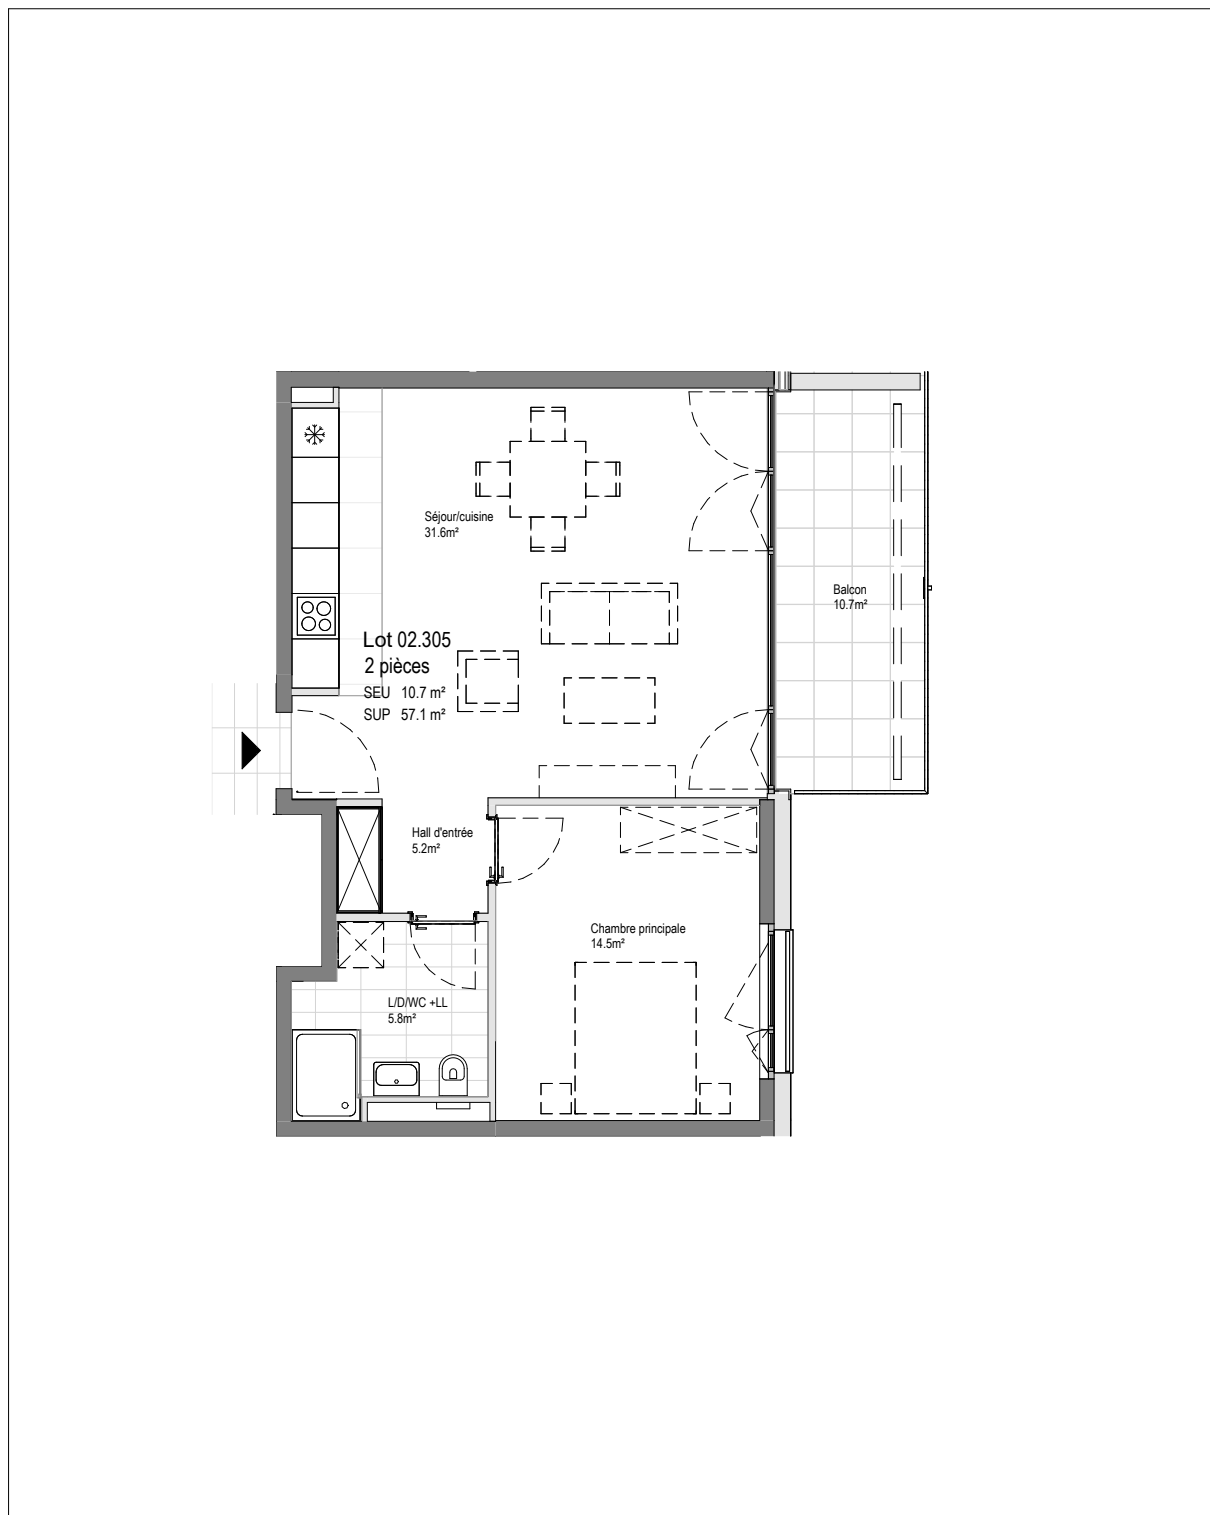 Séjour/cuisine
31.6m²
Balcon
10.7m²
Lot 02.305
2 pièces
SEU 10.7 m²
SUP 57.1 m²
Hall d'entrée
5.2m²
Chambre principale
14.5m²
L/D/WC +LL
5.8m²